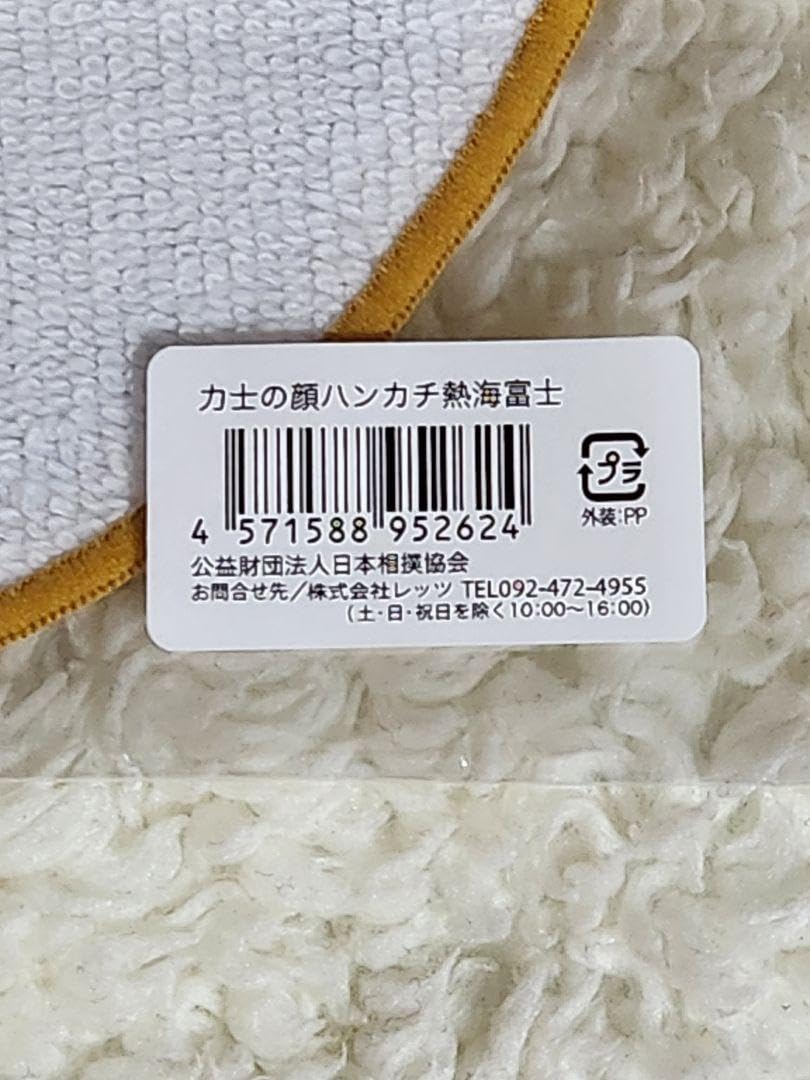 力士の顔ハンカチ熱海富士
4 571588 952624
プラ
外装:PP
公益財団法人日本相撲協会
お問合せ先／株式会社レッツ TEL092-472-4955
(土・日・祝日を除く10:00〜16:00)